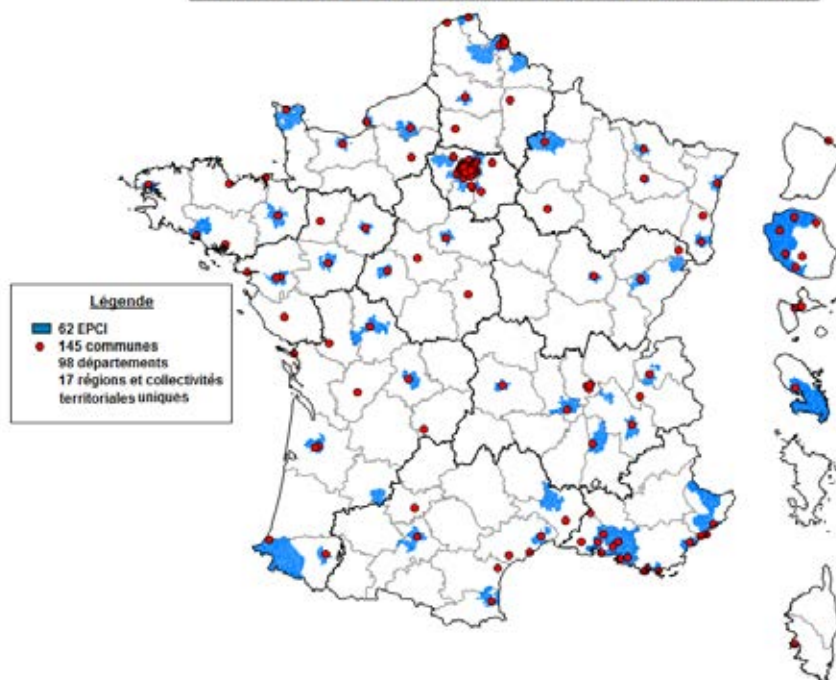 Légende
62 EPCI
145 communes
98 départements
17 régions et collectivités
territoriales uniques